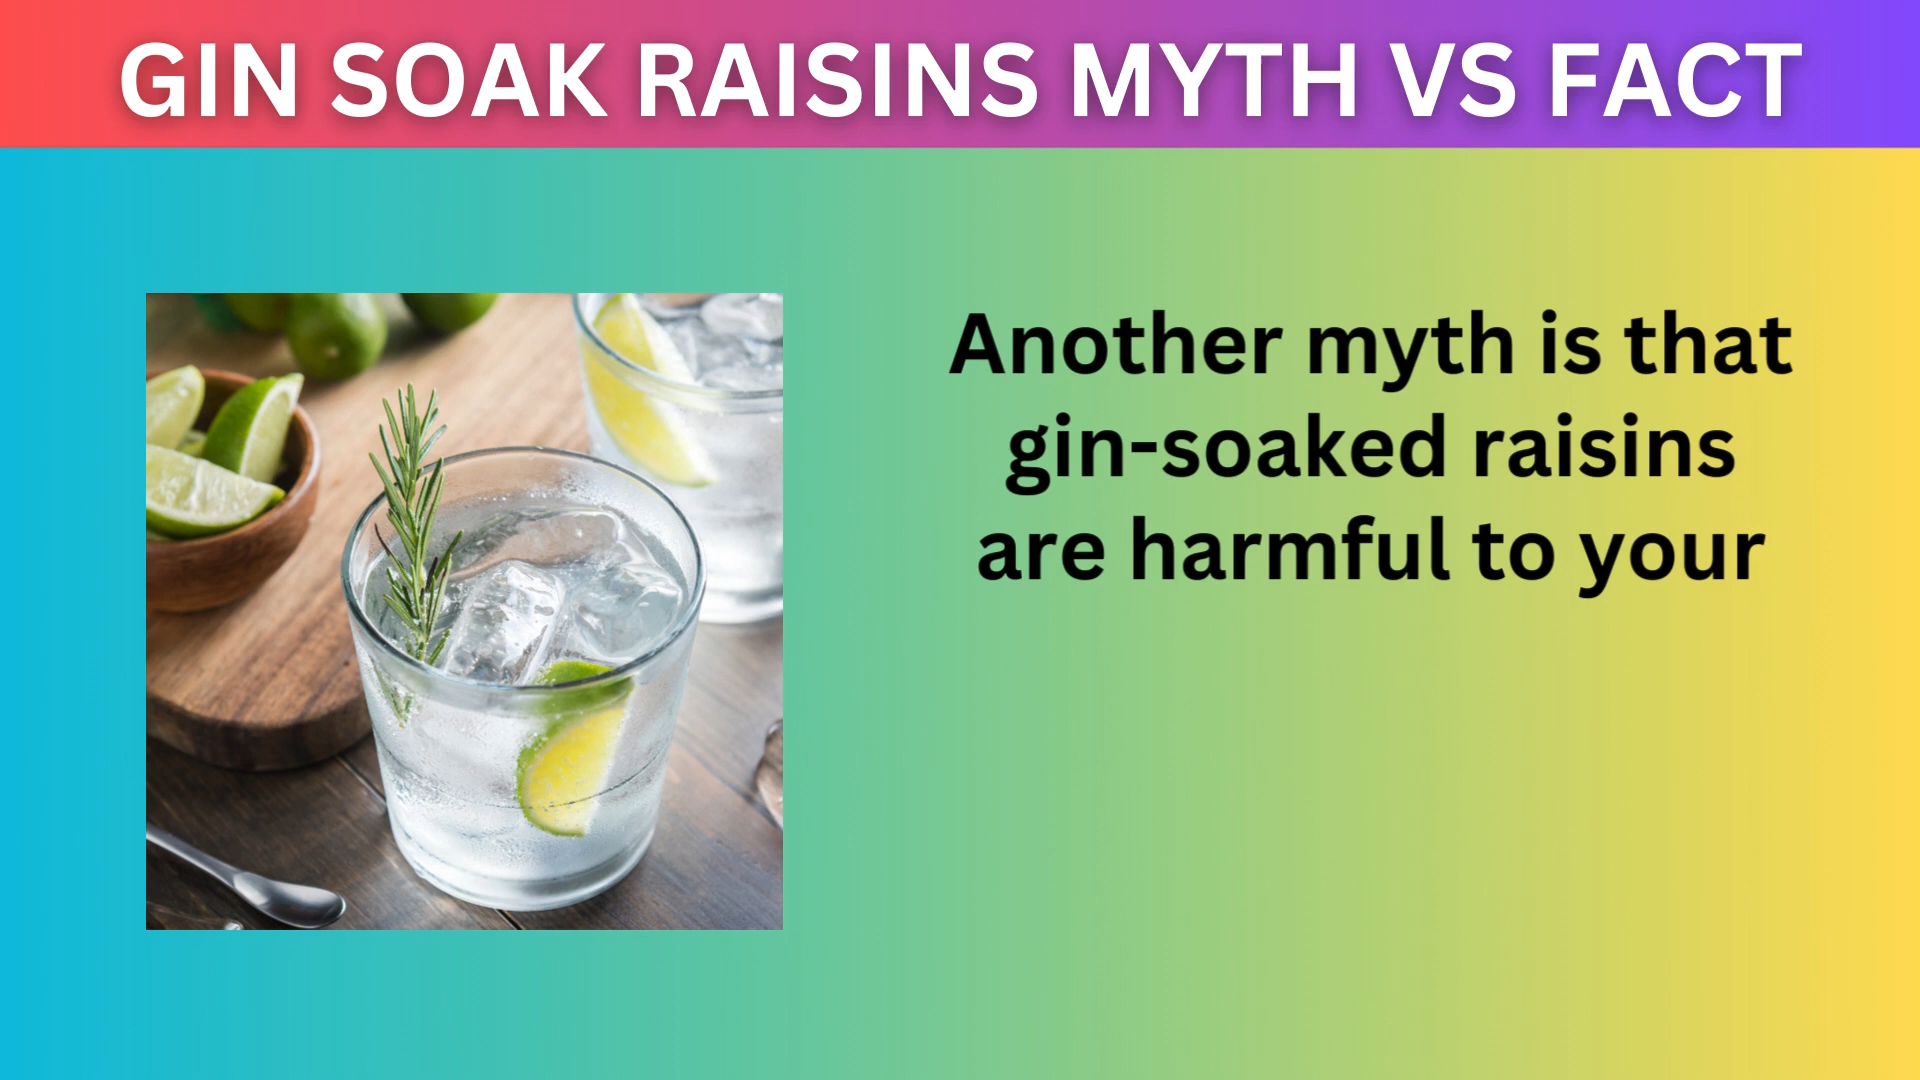 GIN SOAK RAISINS MYTH VS FACT
Another myth is that
gin-soaked raisins
are harmful to your